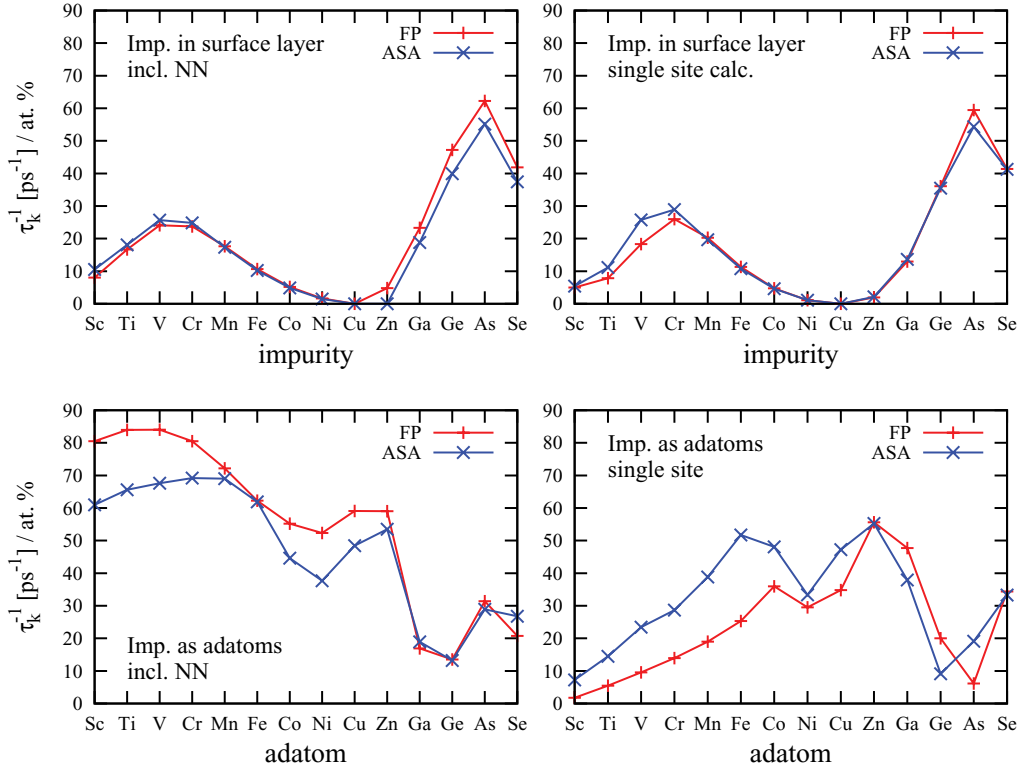 90
80
70
60
50
40
30
20
10
0
τk-1 [ps-1] / at. %
Imp. in surface layer
incl. NN
FP
ASA
Sc Ti V Cr Mn Fe Co Ni Cu Zn Ga Ge As Se
impurity
90
80
70
60
50
40
30
20
10
0
Imp. in surface layer
single site calc.
FP
ASA
Sc Ti V Cr Mn Fe Co Ni Cu Zn Ga Ge As Se
impurity
90
80
70
60
50
40
30
20
10
0
τk-1 [ps-1] / at. %
FP
ASA
Imp. as adatoms
incl. NN
Sc Ti V Cr Mn Fe Co Ni Cu Zn Ga Ge As Se
adatom
90
80
70
60
50
40
30
20
10
0
Imp. as adatoms
single site
FP
ASA
Sc Ti V Cr Mn Fe Co Ni Cu Zn Ga Ge As Se
adatom